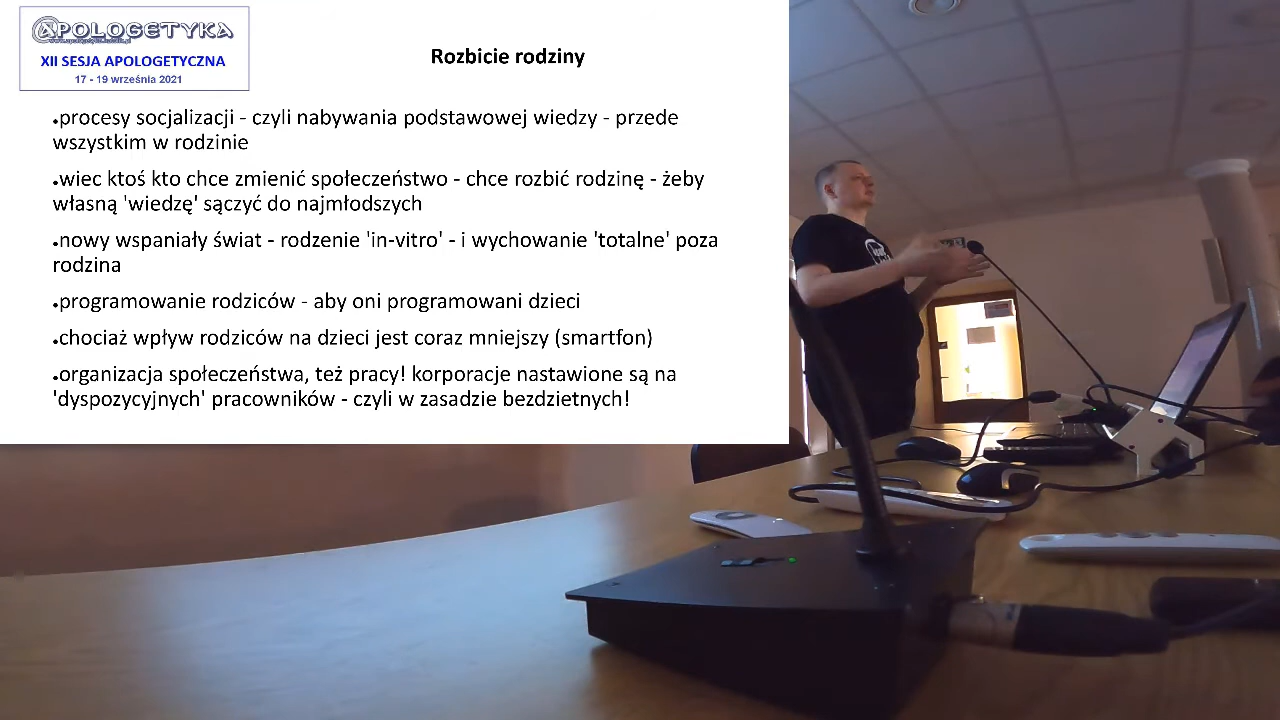 @POLOGETYKA
XII SESJA APOLOGETYCZNA
17 - 19 września 2021
Rozbicie rodziny
•procesy socjalizacji - czyli nabywania podstawowej wiedzy - przede
wszystkim w rodzinie
•wiec ktoś kto chce zmienić społeczeństwo - chce rozbić rodzinę - żeby
własną 'wiedzę' sączyć do najmłodszych
•nowy wspaniały świat - rodzenie 'in-vitro' - i wychowanie 'totalne' poza
rodzina
•programowanie rodziców - aby oni programowani dzieci
•chociaż wpływ rodziców na dzieci jest coraz mniejszy (smartfon)
•organizacja społeczeństwa, też pracy! korporacje nastawione są na
'dyspozycyjnych' pracowników - czyli w zasadzie bezdzietnych!